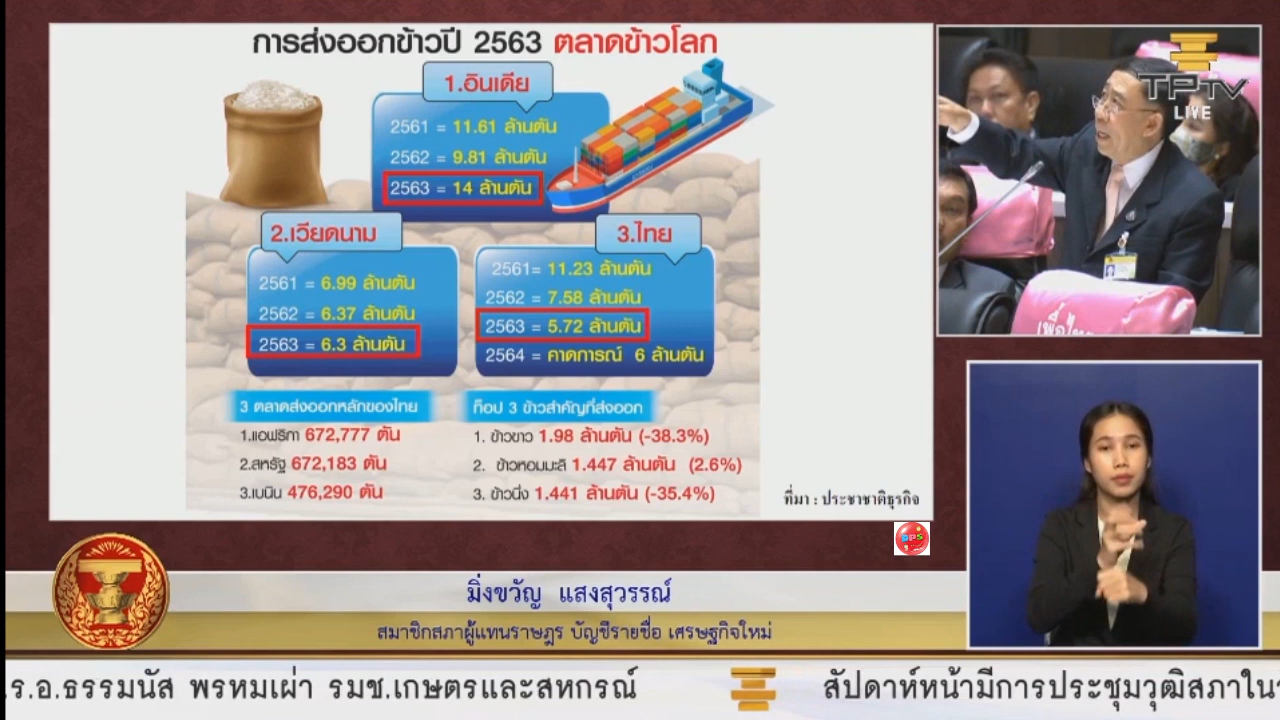 การส่งออกข้าวปี 2563 ตลาดข้าวโลก
1.อินเดีย
2561 = 11.61 ล้านตัน
2562 = 9.81 ล้านตัน
2563 = 14 ล้านตัน
2.เวียดนาม
2561 = 6.99 ล้านตัน
2562 = 6.37 ล้านตัน
2563 = 6.3 ล้านตัน
3.ไทย
2561= 11.23 ล้านตัน
2562 = 7.58 ล้านตัน
2563 = 5.72 ล้านตัน
2564 = คาดการณ์ 6 ล้านตัน
3 ตลาดส่งออกหลักของไทย
1.แอฟริกา 672,777 ตัน
2.สหรัฐ 672,183 ตัน
3.เบนิน 476,290 ตัน
ท็อป 3 ข้าวสำคัญที่ส่งออก
1. ข้าวขาว 1.98 ล้านตัน (-38.3%)
2. ข้าวหอมมะลิ 1.447 ล้านตัน (2.6%)
3. ข้าวนึ่ง 1.441 ล้านตัน (-35.4%)
ที่มา : ประชาชาติธุรกิจ
TPTV
LIVE
เพื่อไทย
DPS
มิ่งขวัญ แสงสุวรรณ์
สมาชิกสภาผู้แทนราษฎร บัญชีรายชื่อ เศรษฐกิจใหม่
ร.อ.ธรรมนัส พรหมเผ่า รมช.เกษตรและสหกรณ์
สัปดาห์หน้ามีการประชุมวุฒิสภาใน